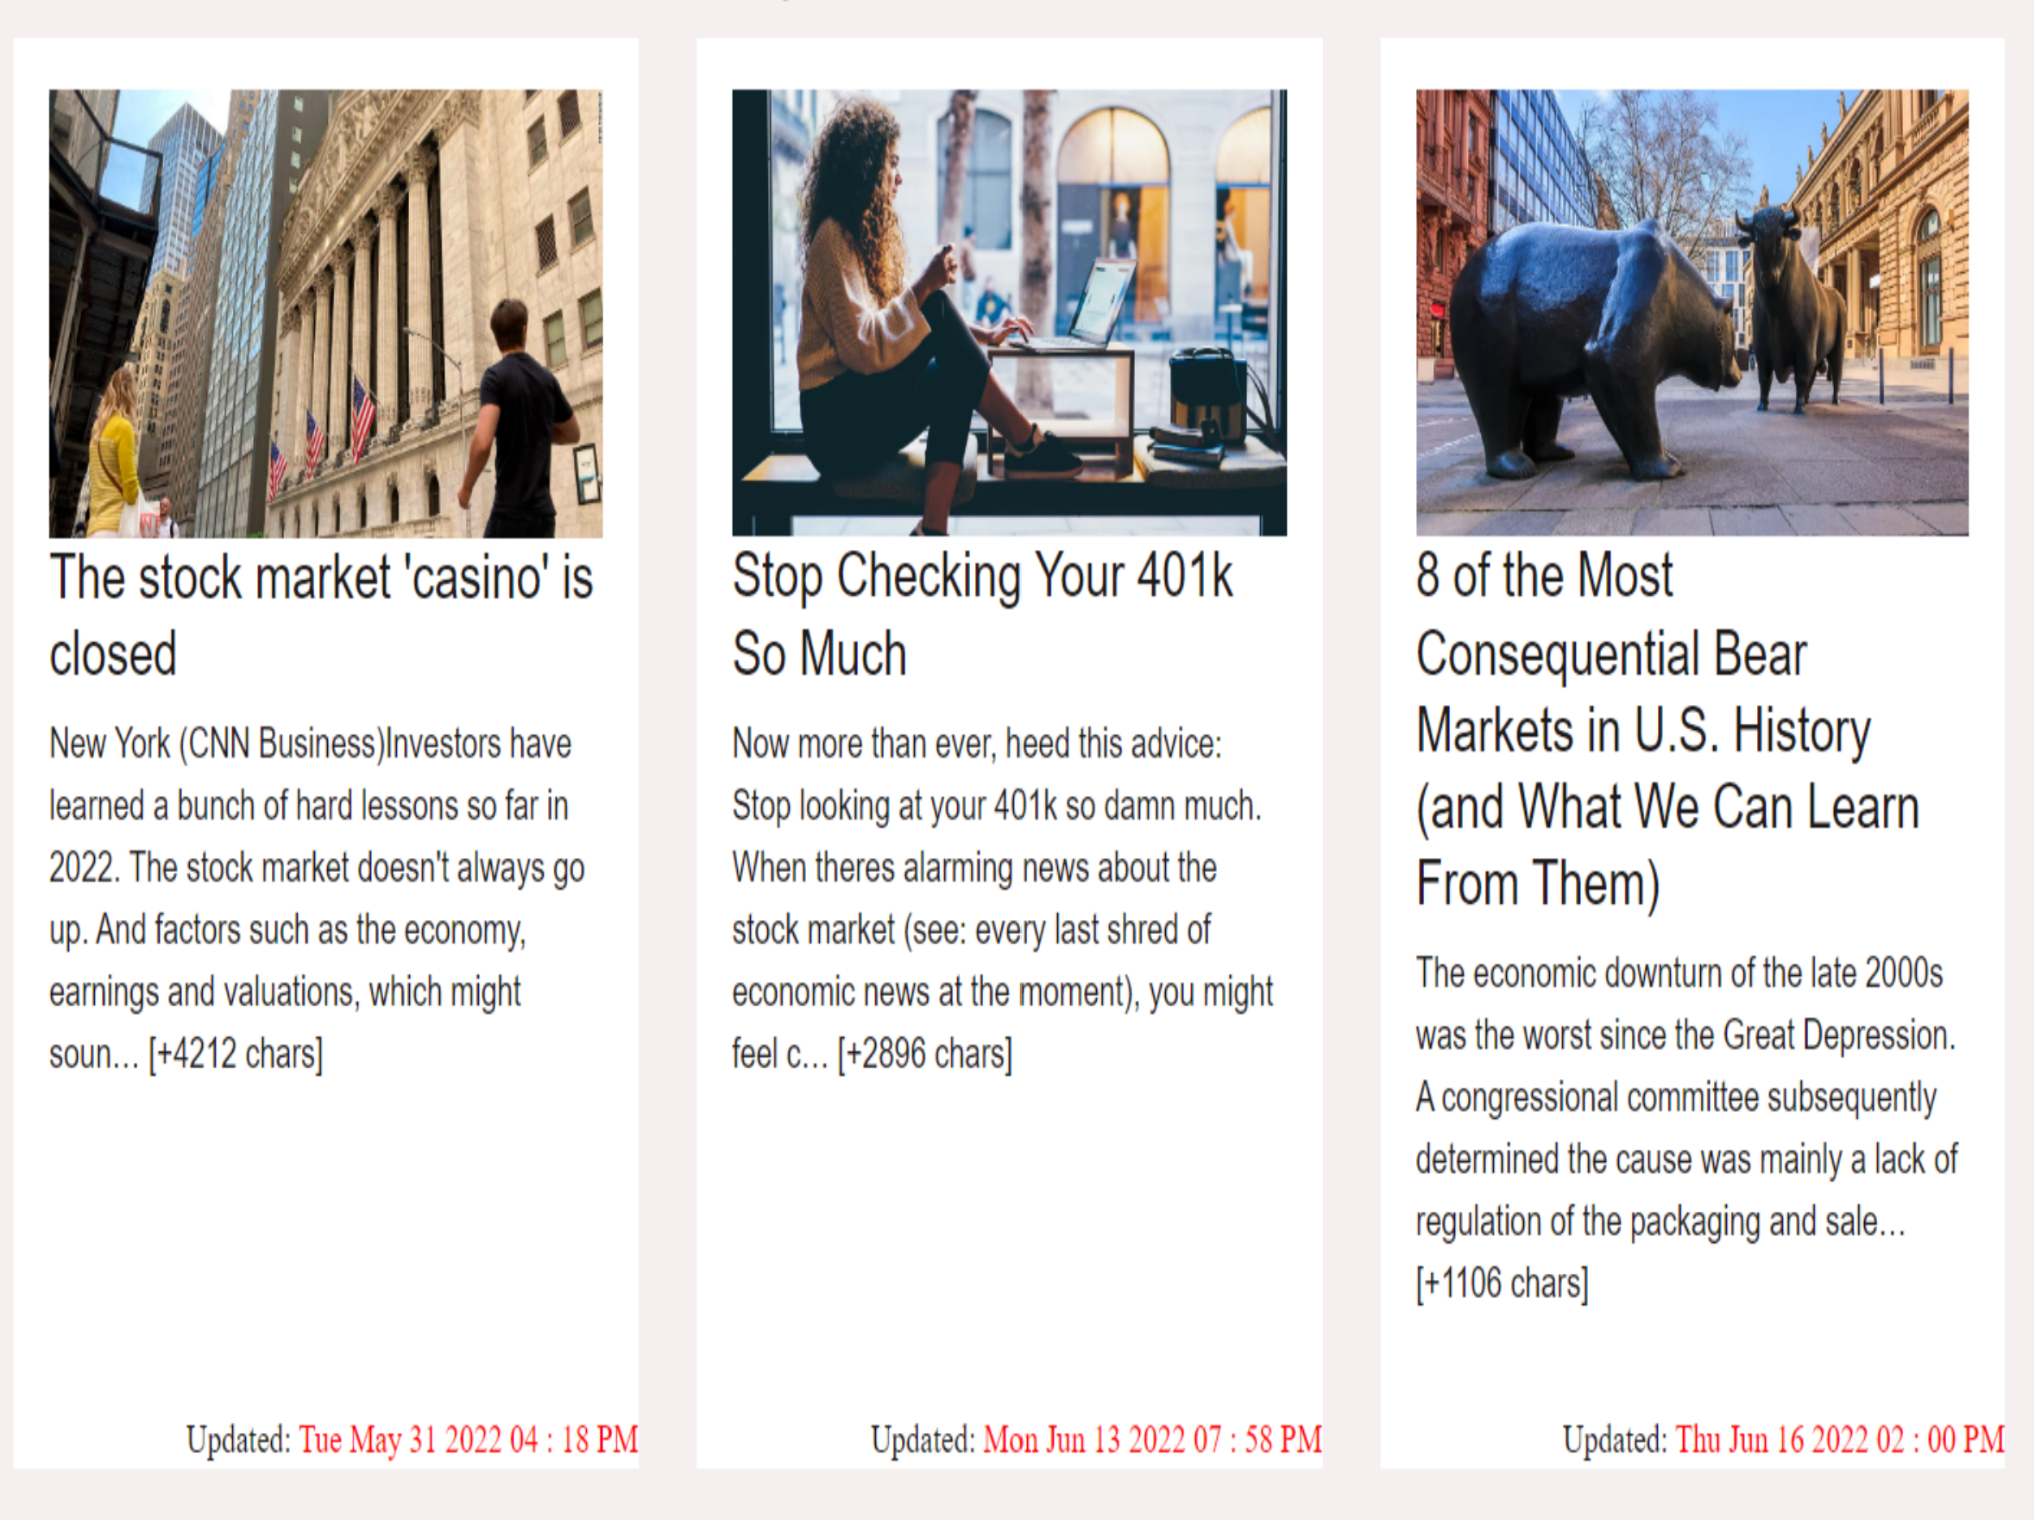 The stock market 'casino' is
closed
New York (CNN Business)Investors have
learned a bunch of hard lessons so far in
2022. The stock market doesn't always go
up. And factors such as the economy,
earnings and valuations, which might
soun… [+4212 chars]
Updated: Tue May 31 2022 04 : 18 PM
Stop Checking Your 401k
So Much
Now more than ever, heed this advice:
Stop looking at your 401k so damn much.
When theres alarming news about the
stock market (see: every last shred of
economic news at the moment), you might
feel c… [+2896 chars]
Updated: Mon Jun 13 2022 07 : 58 PM
8 of the Most
Consequential Bear
Markets in U.S. History
(and What We Can Learn
From Them)
The economic downturn of the late 2000s
was the worst since the Great Depression.
A congressional committee subsequently
determined the cause was mainly a lack of
regulation of the packaging and sale…
[+1106 chars]
Updated: Thu Jun 16 2022 02 : 00 PM